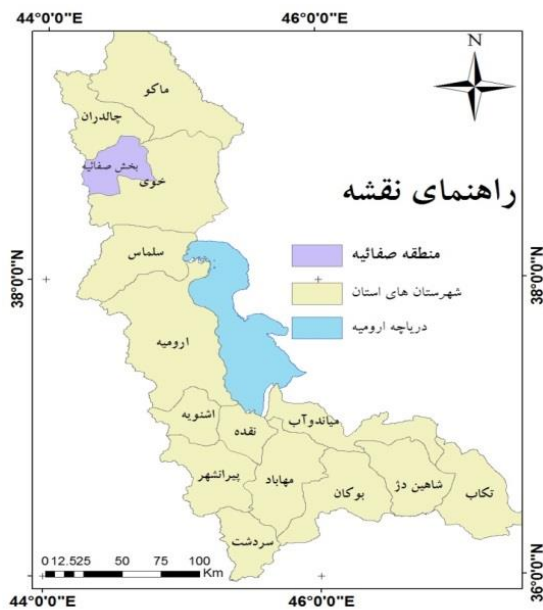 44°0'0"E
46°0'0"E
N
ماکو
چالدران
بخش صفائیه
خوی
راهنمای نقشه
منطقه صفائیه
شهرستان های استان
دریاچه ارومیه
سلماس
38°0'0"N
38°0'0"N
ارومیه
اشنویه
نقده
میاندوآب
پیرانشهر
مهاباد
بوکان
شاهین دژ
تکاب
سردشت
0 12.525 50 75 100
Km
36°0'0"N
44°0'0"E
46°0'0"E